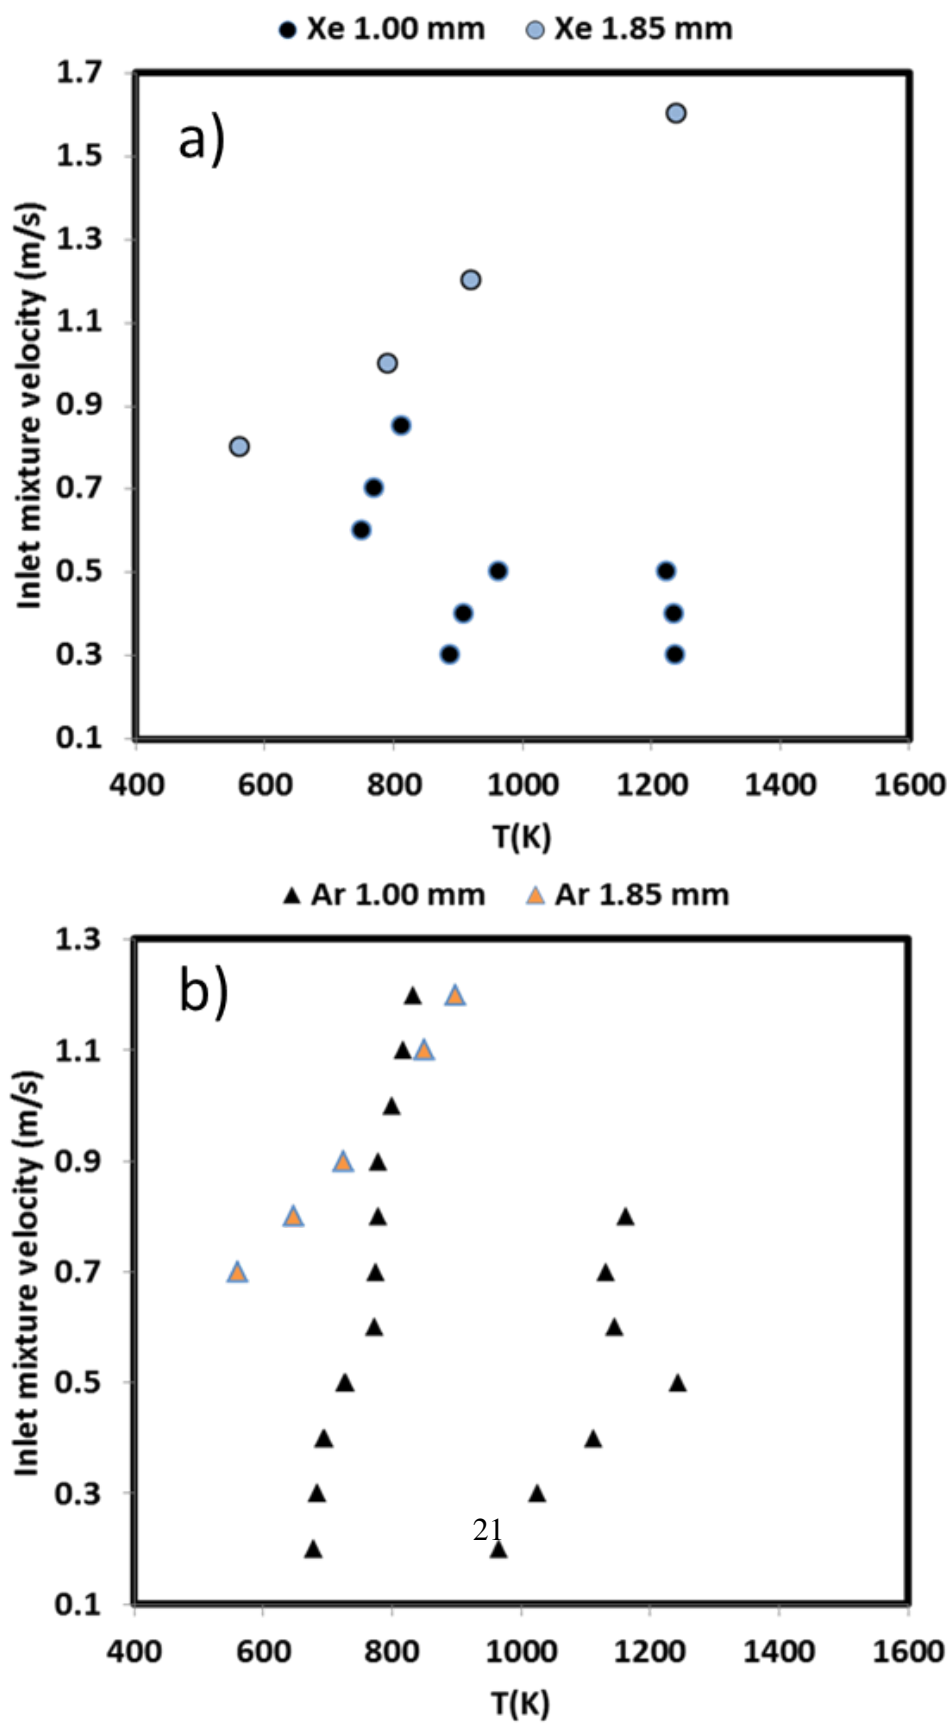 Xe 1.00 mm Xe 1.85 mm
1.7
a)
1.5
1.3
1.1
0.9
0.7
0.5
0.3
0.1
Inlet mixture velocity (m/s)
400 600 800 1000 1200 1400 1600
T(K)
Ar 1.00 mm Ar 1.85 mm
1.3
b)
1.1
0.9
0.7
0.5
0.3
21
0.1
Inlet mixture velocity (m/s)
400 600 800 1000 1200 1400 1600
T(K)